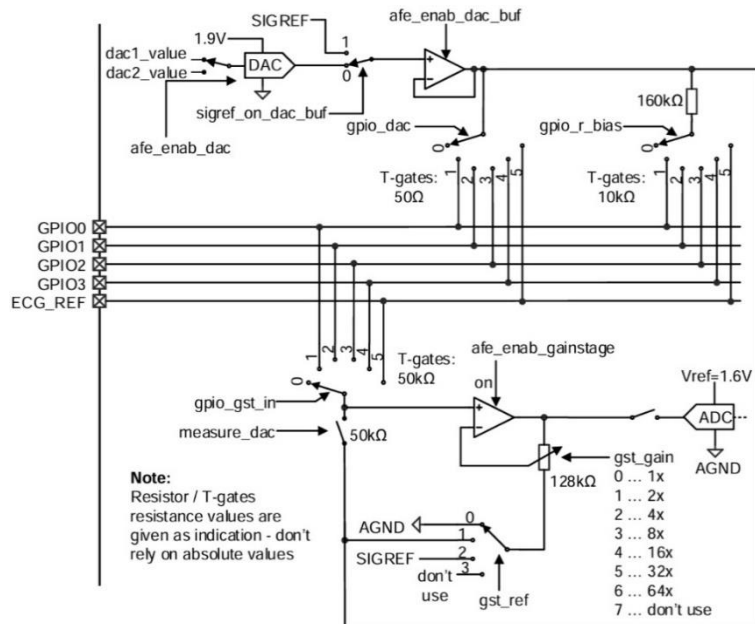 SIGREF
afe_enab_dac_buf
1
0
1.9V
dac1_value
dac2_value
DAC
+
-
sigref_on_dac_buf
afe_enab_dac
gpio_dac
0
T-gates:
50Ω
1
2
3
4
5
160kΩ
gpio_r_bias
0
T-gates:
10kΩ
1
2
3
4
5
GPIO0
GPIO1
GPIO2
GPIO3
ECG_REF
1
2
3
4
5
0
T-gates:
50kΩ
gpio_gst_in
measure_dac
50kΩ
afe_enab_gainstage
on
+
-
Vref=1.6V
ADC
AGND
128kΩ
gst_gain
0 ... 1x
1 ... 2x
2 ... 4x
3 ... 8x
4 ... 16x
5 ... 32x
6 ... 64x
7 ... don't use
AGND
0
1
SIGREF
2
3
don't
use
gst_ref
Note:
Resistor / T-gates
resistance values are
given as indication - don't
rely on absolute values